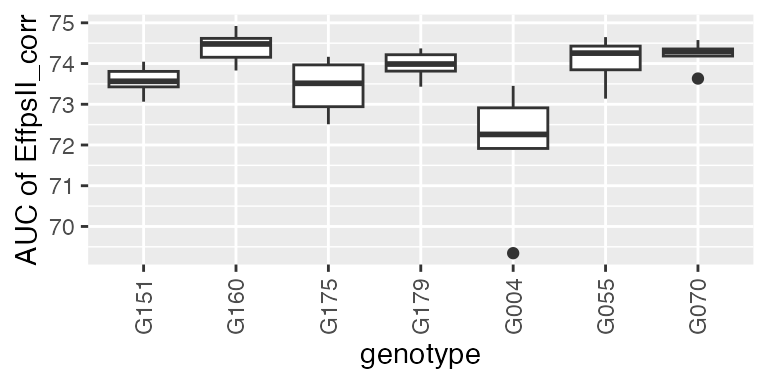 AUC of EffpsII_corr
75
74
73
72
71
70
G151
G160
G175
G179
G004
G055
G070
genotype